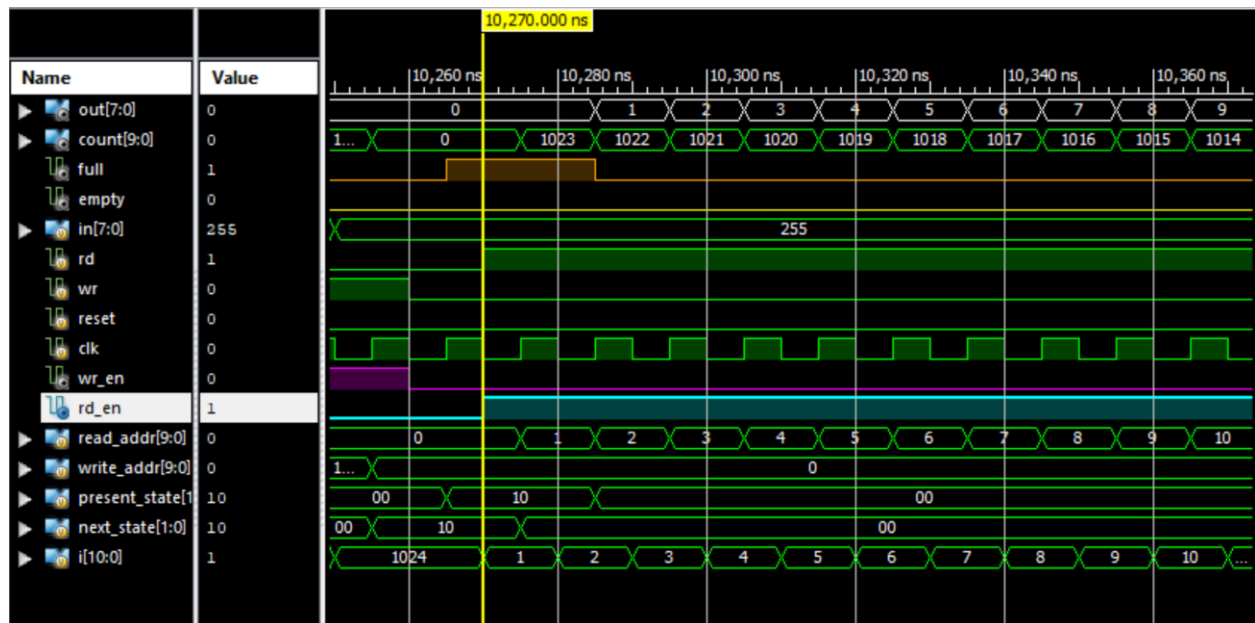 10,270.000 ns
Name Value 10,260 ns 10,280 ns 10,300 ns 10,320 ns 10,340 ns 10,360 ns
out[7:0] 0 0 1 2 3 4 5 6 7 8 9
count[9:0] 0 1... 0 1023 1022 1021 1020 1019 1018 1017 1016 1015 1014
full 1
empty 0
in[7:0] 255 255
rd 1
wr 0
reset 0
clk 0
wr_en 0
rd_en 1
read_addr[9:0] 0 0 1 2 3 4 5 6 7 8 9 10
write_addr[9:0] 0 1... 0
present_state[1 10 00 10 00
next_state[1:0] 10 00 10 00
i[10:0] 1 1024 1 2 3 4 5 6 7 8 9 10 ...